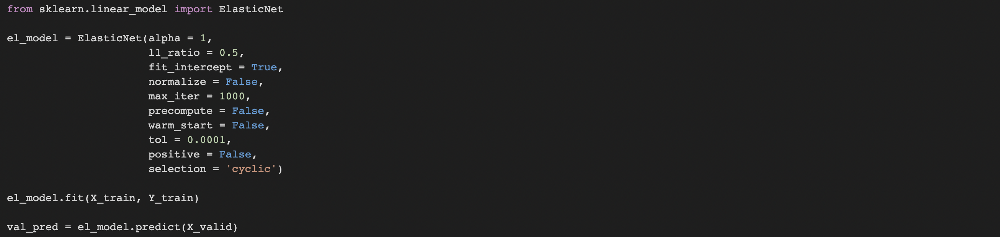 from sklearn.linear_model import ElasticNet
el_model = ElasticNet(alpha = 1,
l1_ratio = 0.5,
fit_intercept = True,
normalize = False,
max_iter = 1000,
precompute = False,
warm_start = False,
tol = 0.0001,
positive = False,
selection = 'cyclic')
el_model.fit(X_train, Y_train)
val_pred = el_model.predict(X_valid)